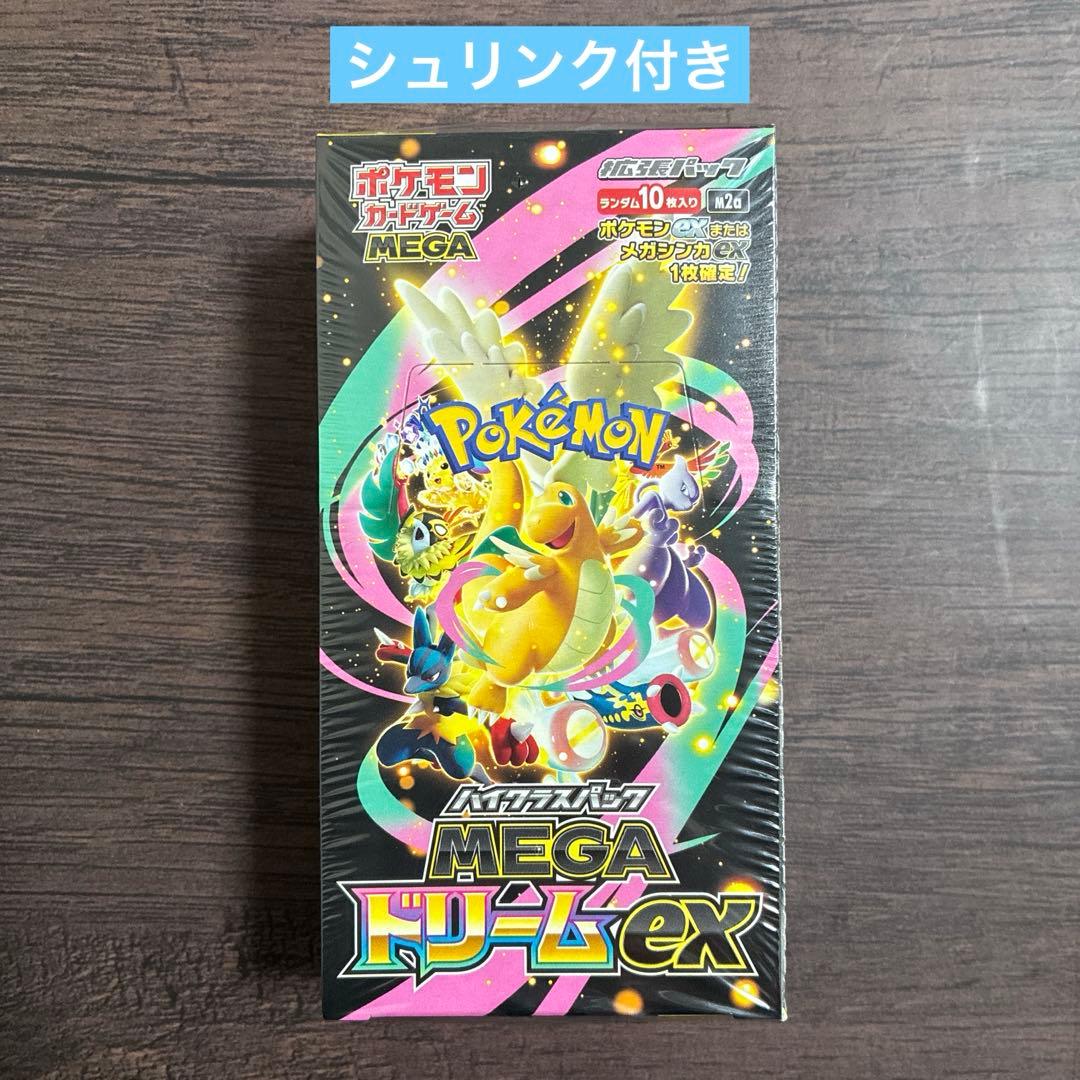 シュリンク付き
ポケモン
カードゲーム
MEGA
拡張パック
ランダム10枚入り M2a
ポケモンexまたは
メガシンカex
1枚確定!
POKéMON
TM
ハイクラスパック
MEGA
ドリームex